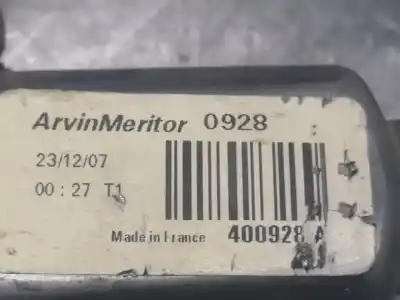 ArvinMeritor 0928
23/12/07
00 : 27 T1
Made in France 400928 A